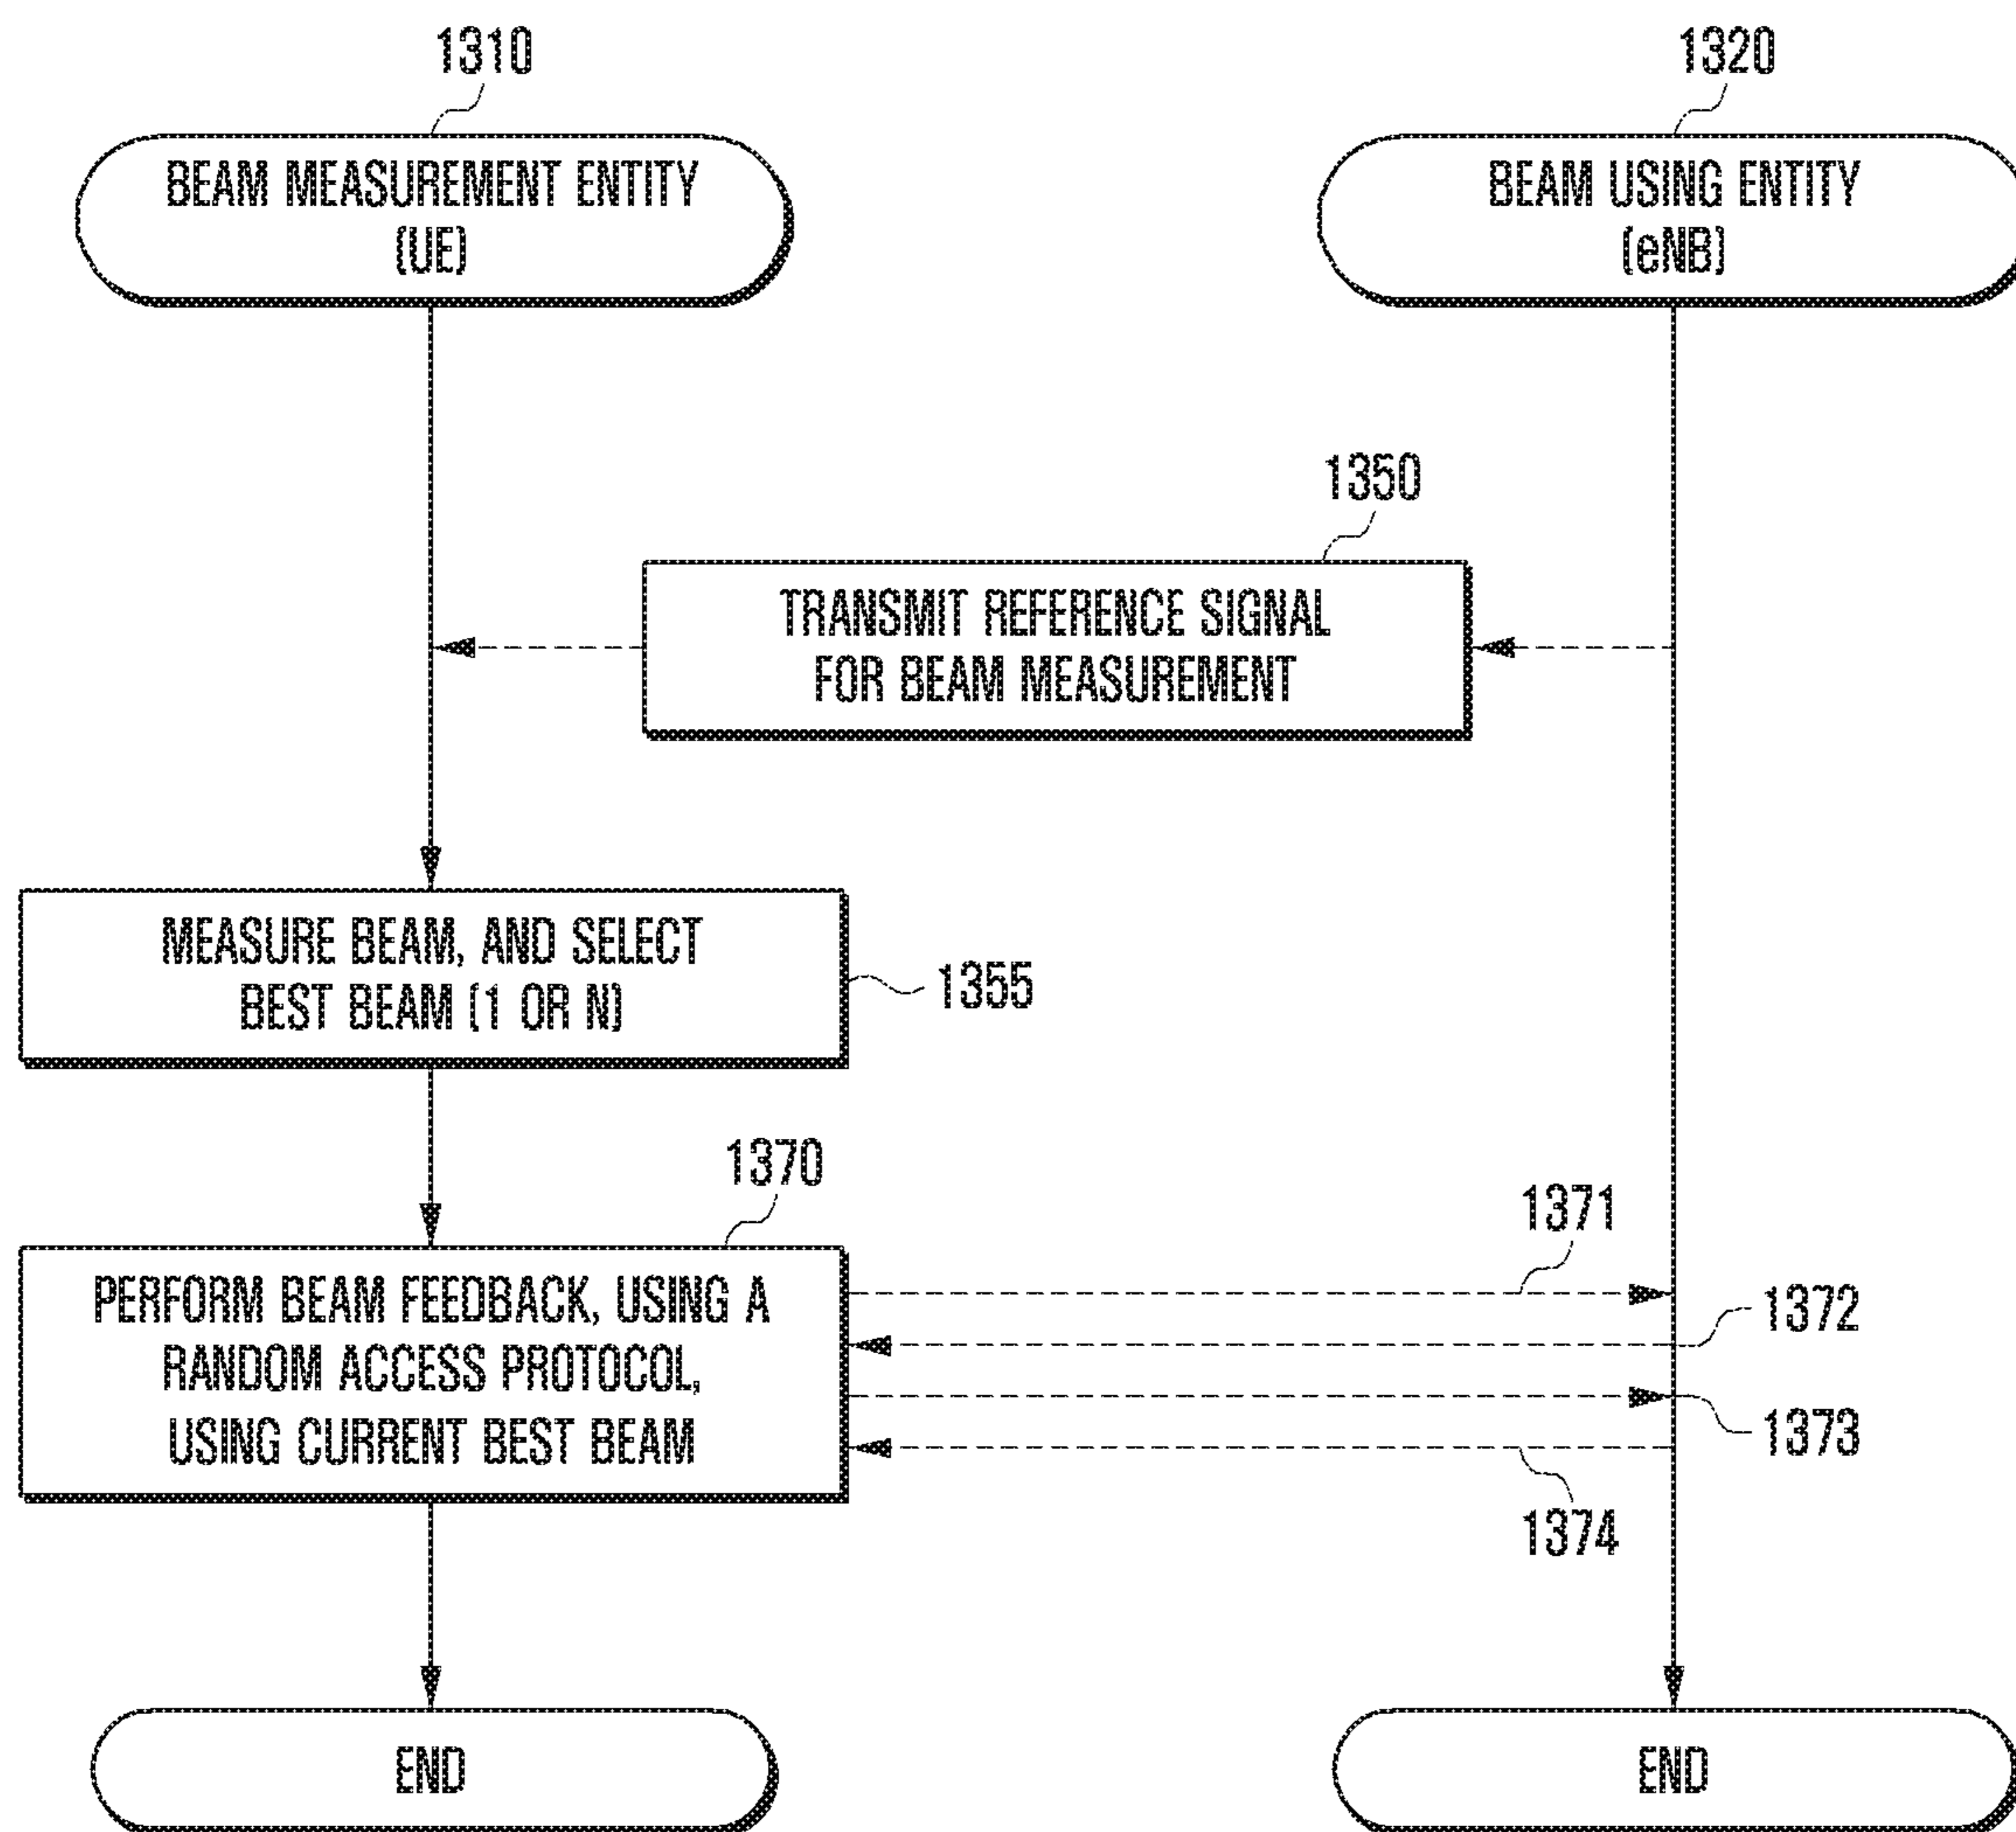 1310
1320
BEAM MEASUREMENT ENTITY
(UE)
BEAM USING ENTITY
(eNB)
1350
TRANSMIT REFERENCE SIGNAL
FOR BEAM MEASUREMENT
MEASURE BEAM, AND SELECT
BEST BEAM (1 OR N)
1355
1370
PERFORM BEAM FEEDBACK, USING A
RANDOM ACCESS PROTOCOL,
USING CURRENT BEST BEAM
1371
1372
1373
1374
END
END